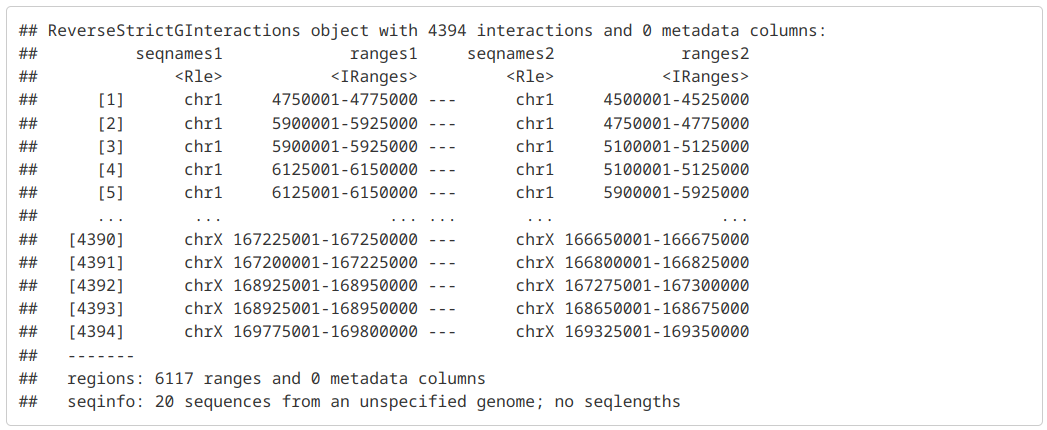 ## ReverseStrictGInteractions object with 4394 interactions and 0 metadata columns:
##          seqnames1             ranges1     seqnames2             ranges2
##              <Rle>           <IRanges>         <Rle>           <IRanges>
##      [1]      chr1     4750001-4775000 ---      chr1     4500001-4525000
##      [2]      chr1     5900001-5925000 ---      chr1     4750001-4775000
##      [3]      chr1     5900001-5925000 ---      chr1     5100001-5125000
##      [4]      chr1     6125001-6150000 ---      chr1     5100001-5125000
##      [5]      chr1     6125001-6150000 ---      chr1     5900001-5925000
##      ...       ...                 ... ...       ...                 ...
##   [4390]      chrX 167225001-167250000 ---      chrX 166650001-166675000
##   [4391]      chrX 167200001-167225000 ---      chrX 166800001-166825000
##   [4392]      chrX 168925001-168950000 ---      chrX 167275001-167300000
##   [4393]      chrX 168925001-168950000 ---      chrX 168650001-168675000
##   [4394]      chrX 169775001-169800000 ---      chrX 169325001-169350000
##   -------
##   regions: 6117 ranges and 0 metadata columns
##   seqinfo: 20 sequences from an unspecified genome; no seqlengths